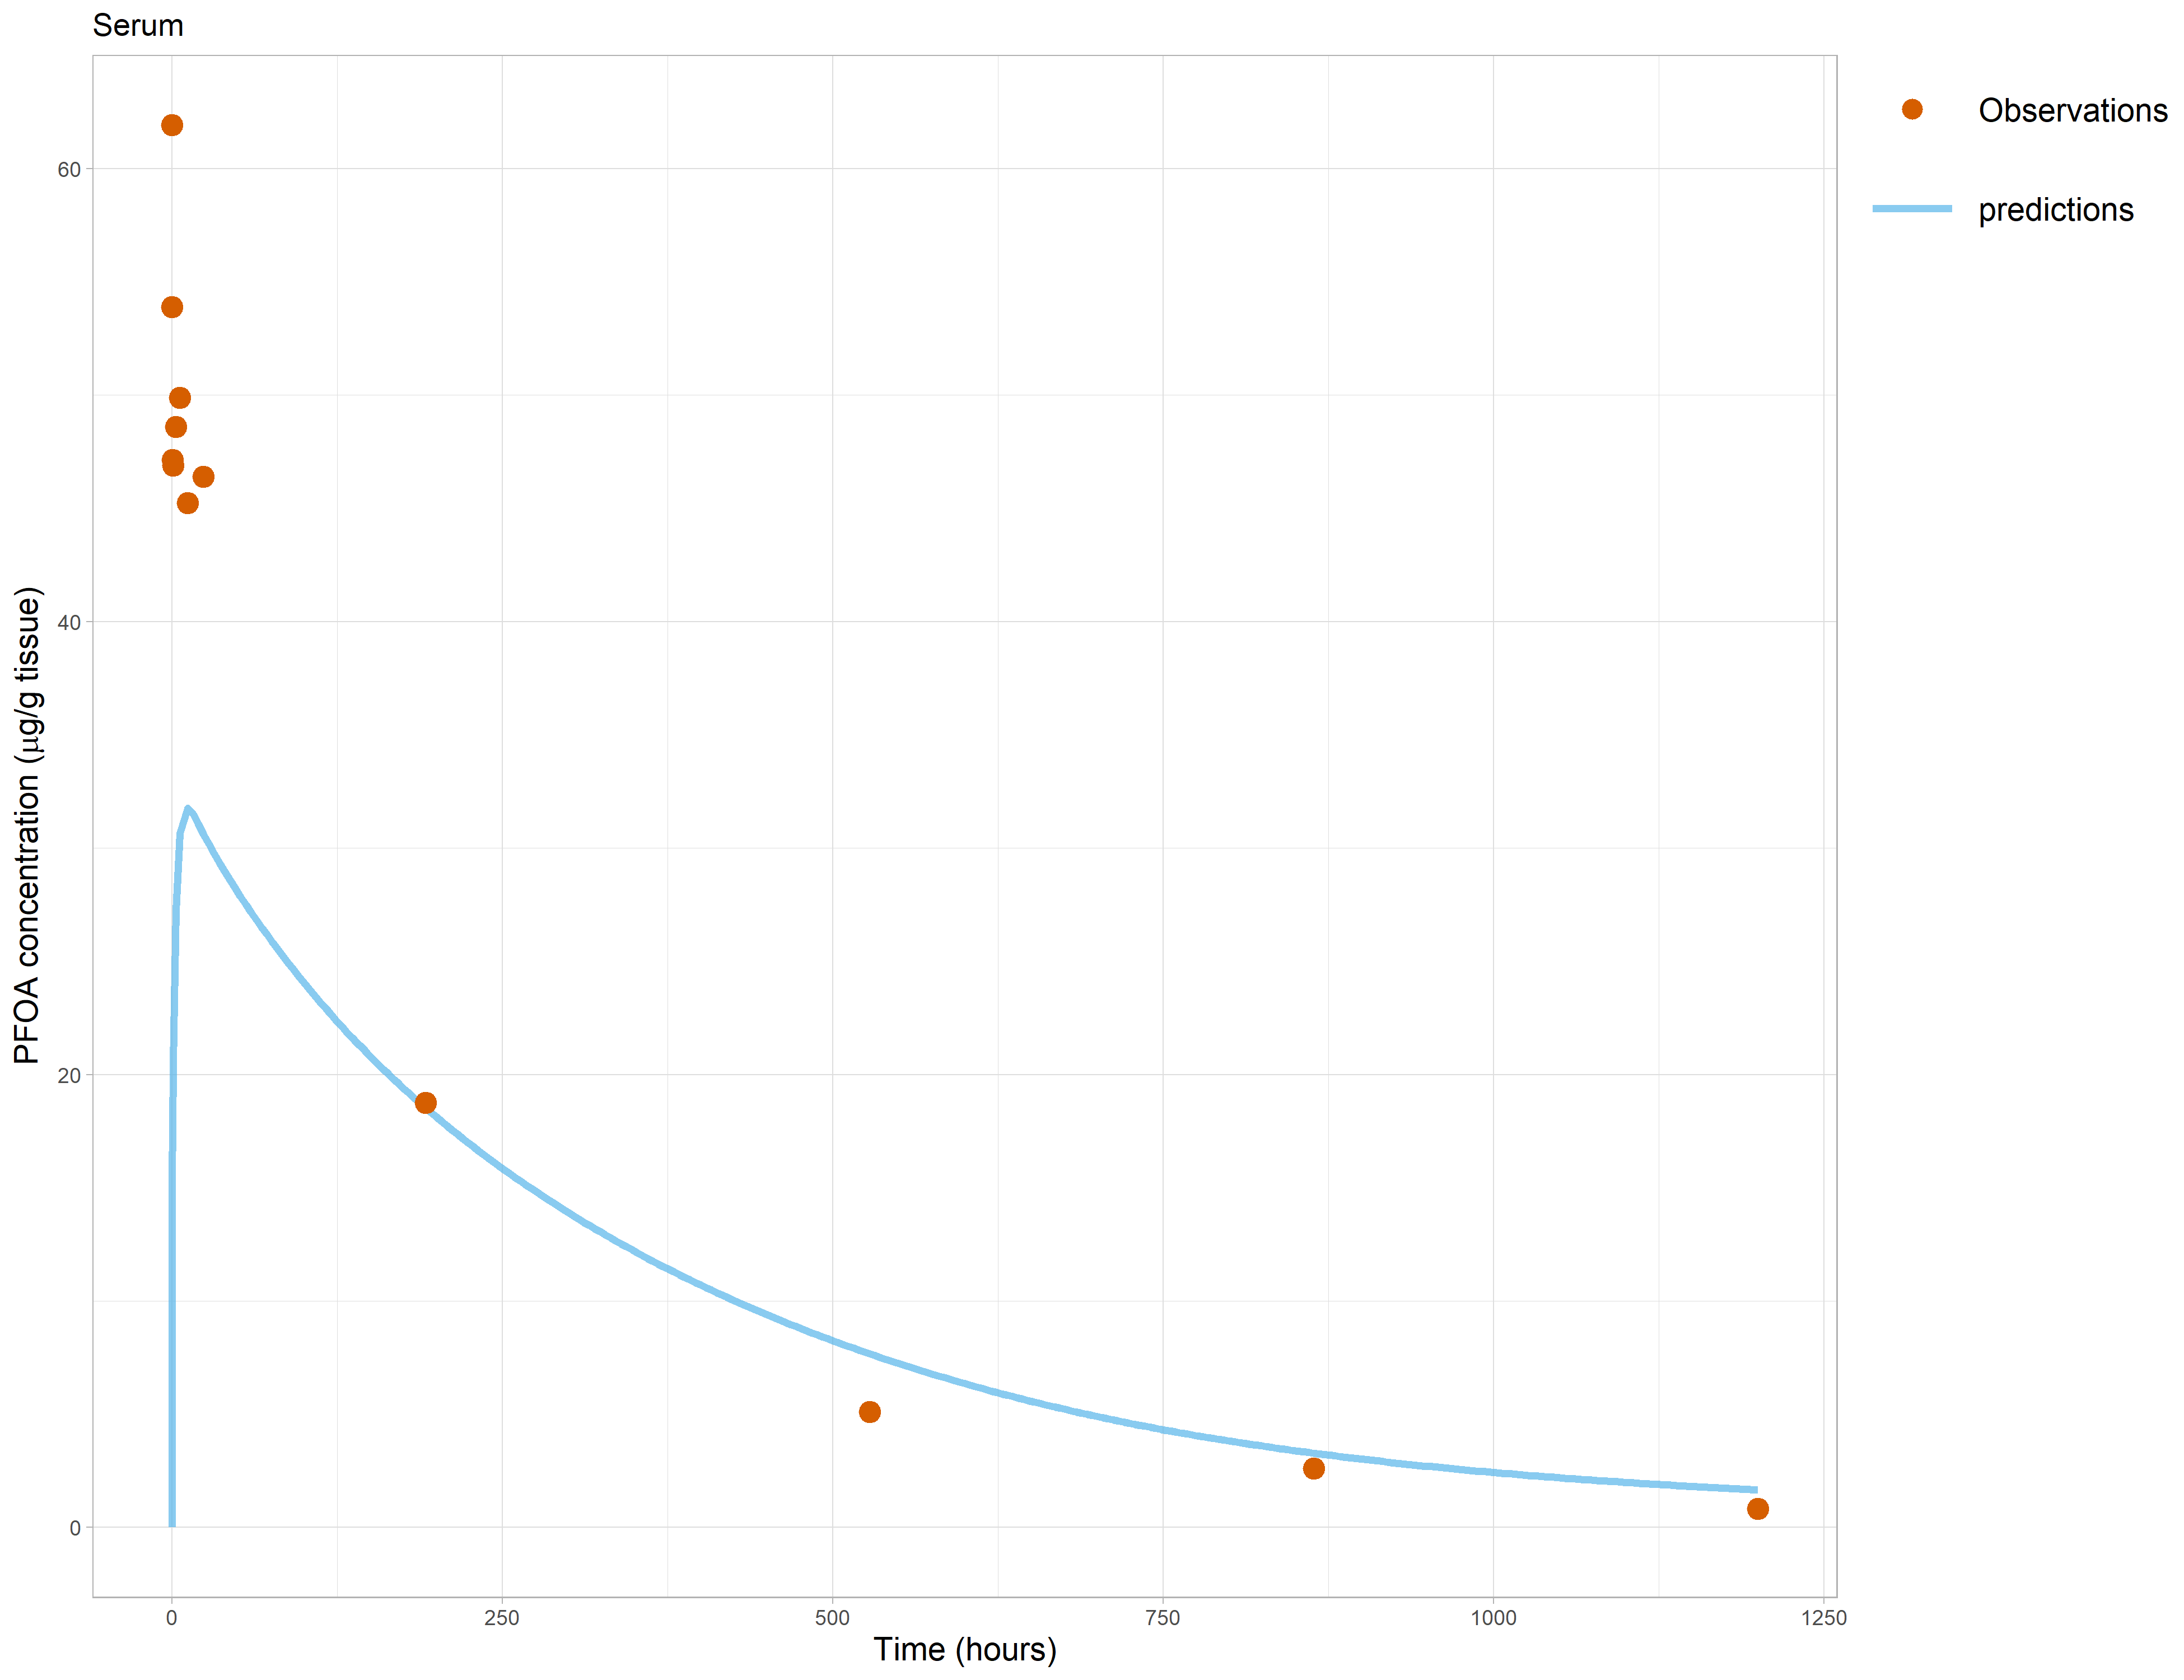 Serum
Observations
predictions
PFOA concentration (μg/g tissue)
60
40
20
0
0 250 500 750 1000 1250
Time (hours)